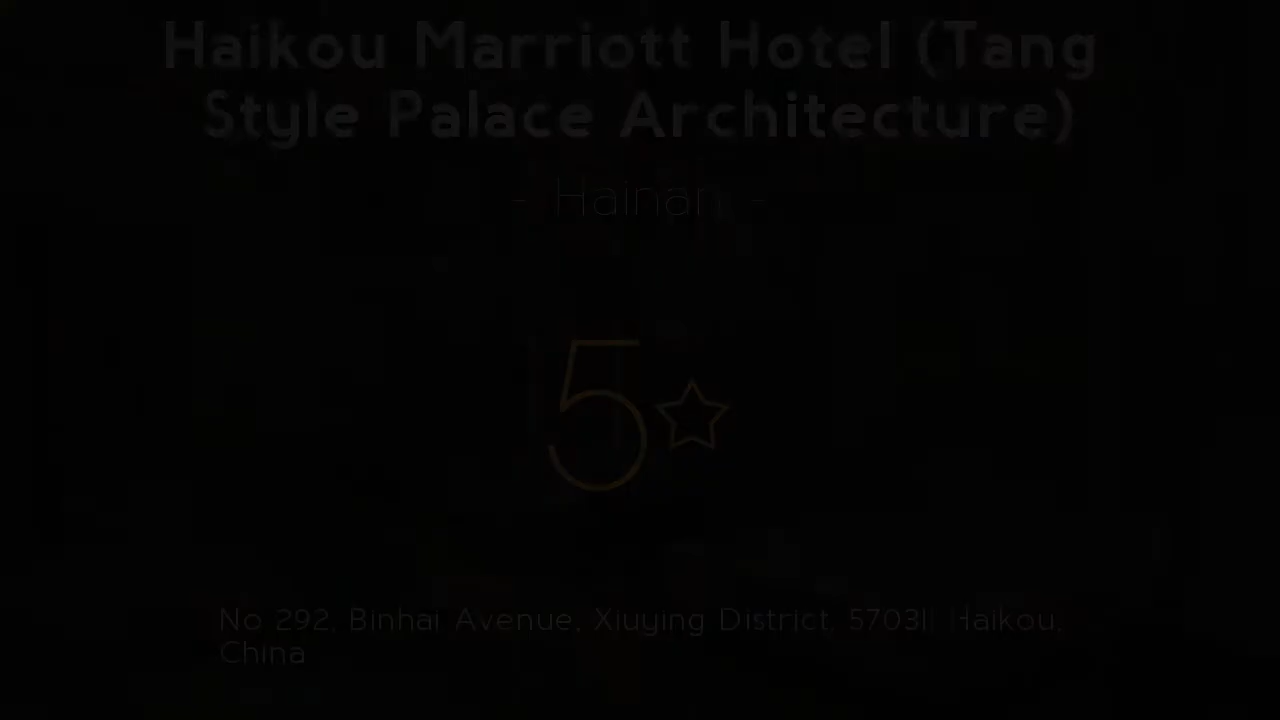 Haikou Marriott Hotel (Tang
Style Palace Architecture)
- Hainan -
5
No 292, Binhai Avenue, Xiuying District, 570311 Haikou,
China